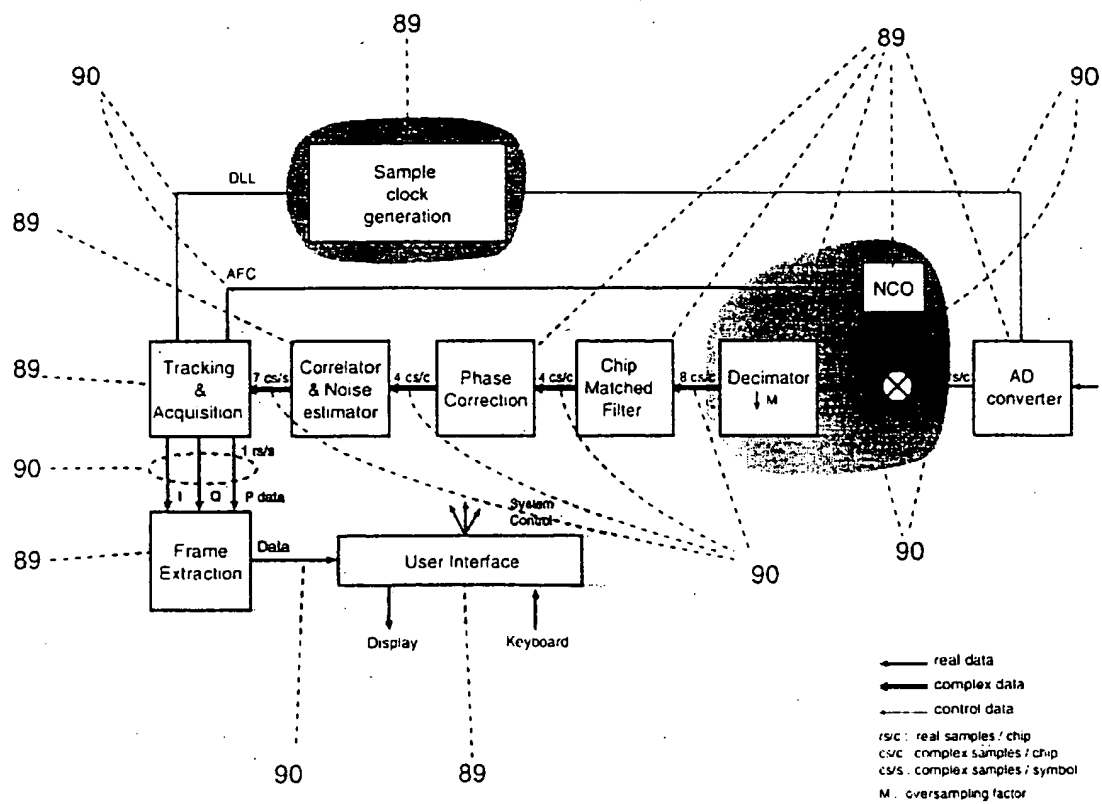 89
89
90
90
DLL
Sample
clock
generation
89
AFC
NCO
89
Tracking
&
Acquisition
7 cs/s
Correlator
& Noise
estimator
4 cs/c
Phase
Correction
4 cs/c
Chip
Matched
Filter
8 cs/c
Decimator
↓ M
s/c
AD
converter
90
1 rs/s
I
Q
P data
System
Control
90
90
89
Frame
Extraction
Data
User Interface
Display
Keyboard
90
89
real data
complex data
control data
rs/c : real samples / chip
cs/c : complex samples / chip
cs/s : complex samples / symbol
M : oversampling factor